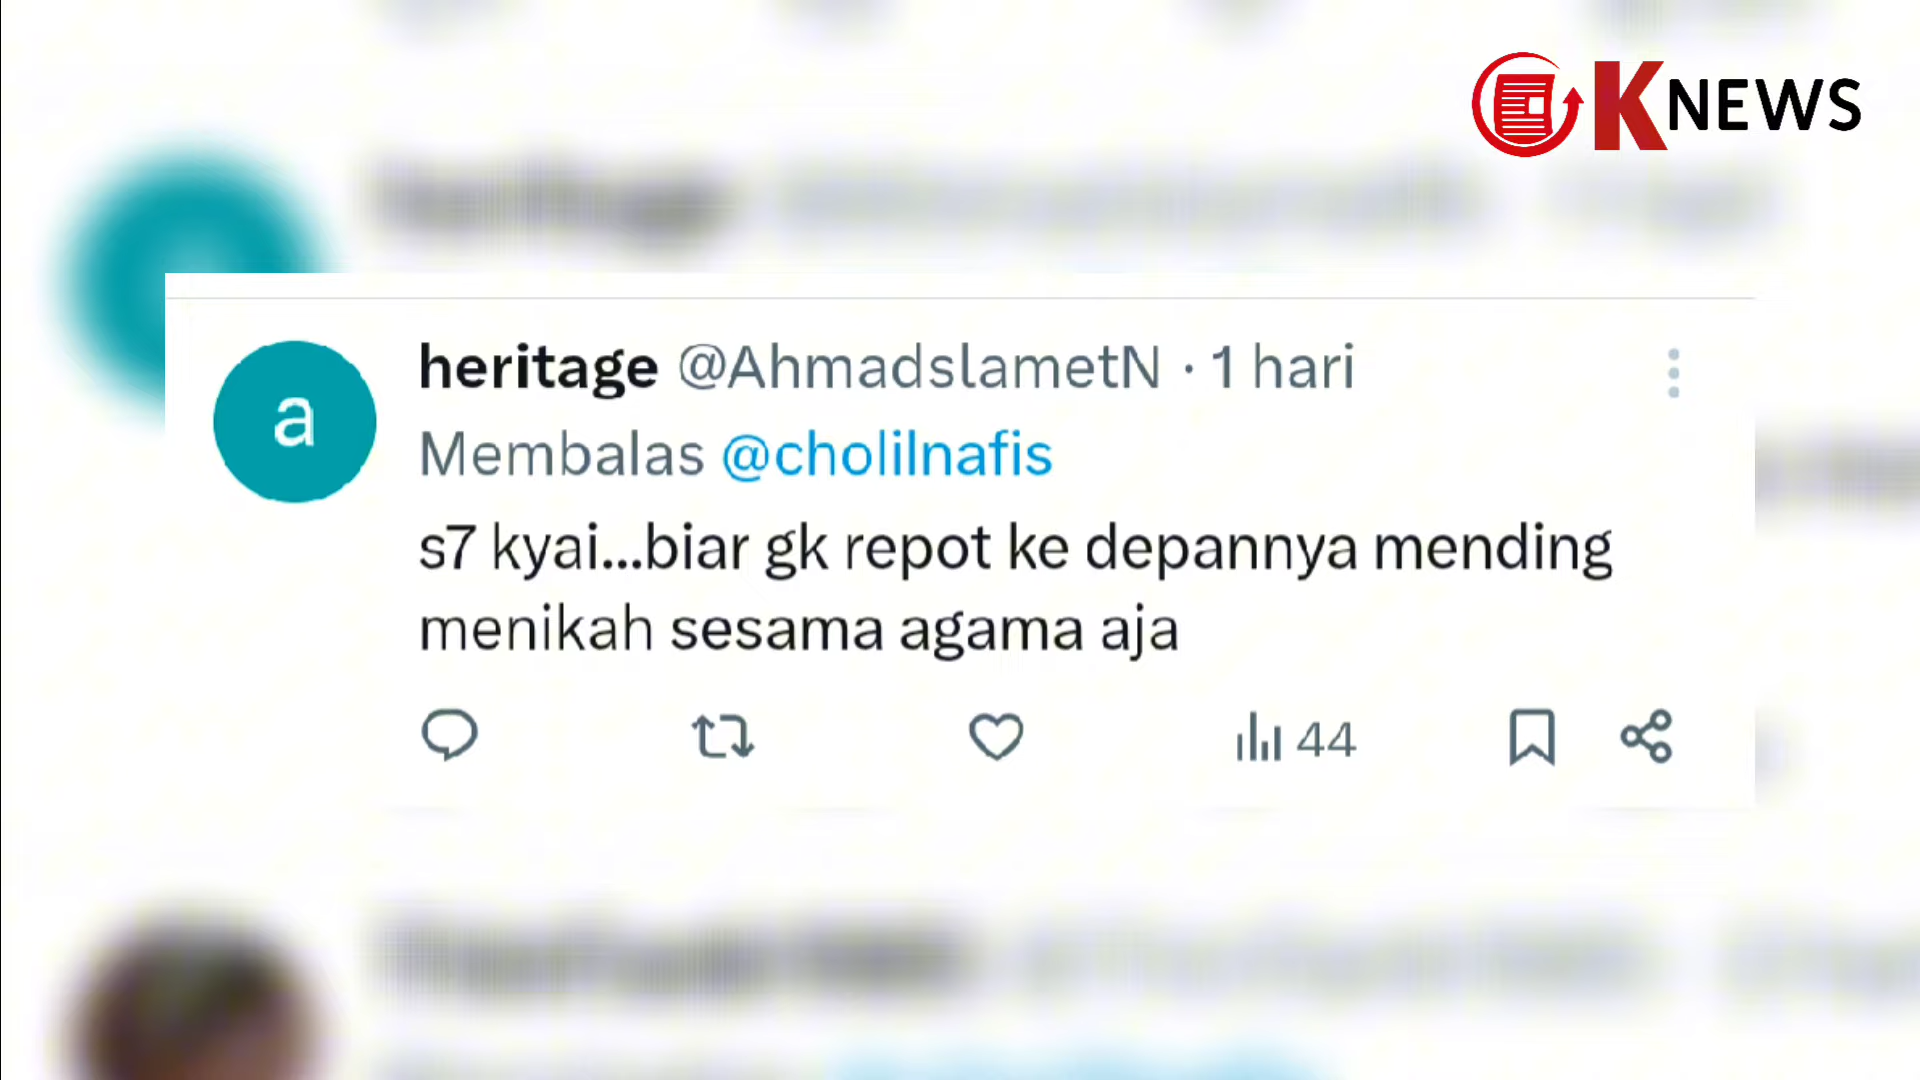 KNEWS
heritage @AhmadslametN · 1 hari
Membalas @cholilnafis
a
s7 kyai...biar gk repot ke depannya mending
menikah sesama agama aja
44